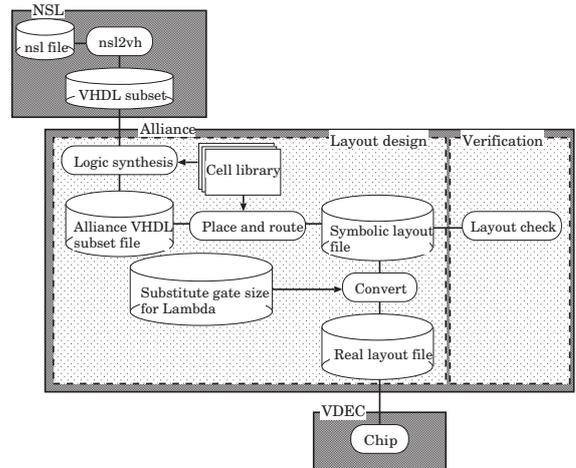 NSL
nsl file
nsl2vh
VHDL subset
Alliance
Layout design
Verification
Logic synthesis
Cell library
Alliance VHDL
subset file
Place and route
Symbolic layout
file
Layout check
Substitute gate size
for Lambda
Convert
Real layout file
VDEC
Chip